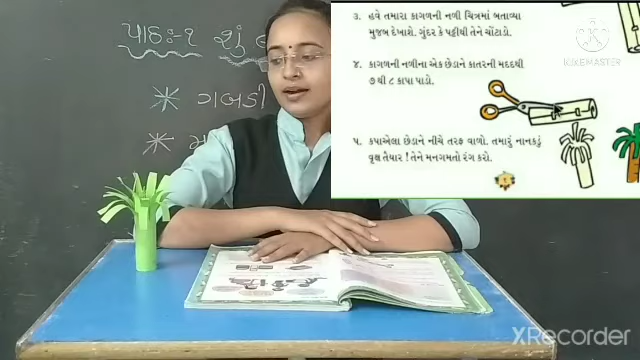 પાઠઃ-૧ શું
ગબડી
૩. હવે તમારા કાગળની નળી ચિત્રમાં બતાવ્યા
મુજબ દેખાશે. ગુંદર કે પટ્ટીથી તેને ચોંટાડો.
૪. કાગળની નળીના એક છેડાને કાતરની મદદથી
૭ થી ૮ કાપા પાડો.
૫. કપાએલા છેડાને નીચે તરફ વાળો. તમારું નાનકડું
વૃક્ષ તૈયાર ! તેને મનગમતો રંગ કરો.
KINEMASTER
XRecorder